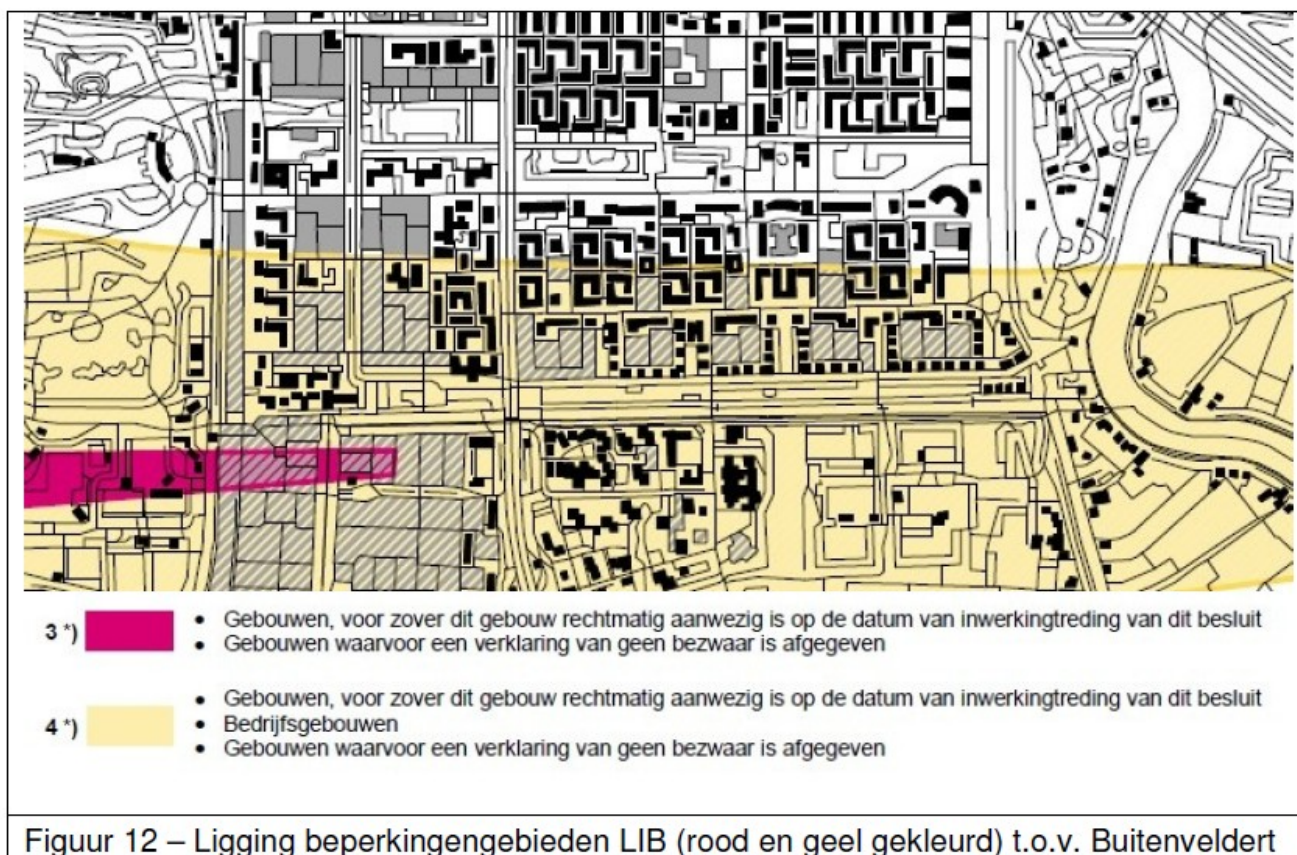 3 *)
• Gebouwen, voor zover dit gebouw rechtmatig aanwezig is op de datum van inwerkingtreding van dit besluit
• Gebouwen waarvoor een verklaring van geen bezwaar is afgegeven
4 *)
• Gebouwen, voor zover dit gebouw rechtmatig aanwezig is op de datum van inwerkingtreding van dit besluit
• Bedrijfsgebouwen
• Gebouwen waarvoor een verklaring van geen bezwaar is afgegeven
Figuur 12 – Ligging beperkingengebieden LIB (rood en geel gekleurd) t.o.v. Buitenveldert